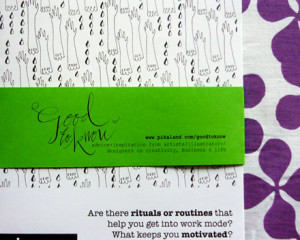 Good
to know
www.pikaland.com/goodtoknow
advice+inspiration from artists/illustrators/
designers on creativity, business & life
Are there rituals or routines that
help you get into work mode?
What keeps you motivated?